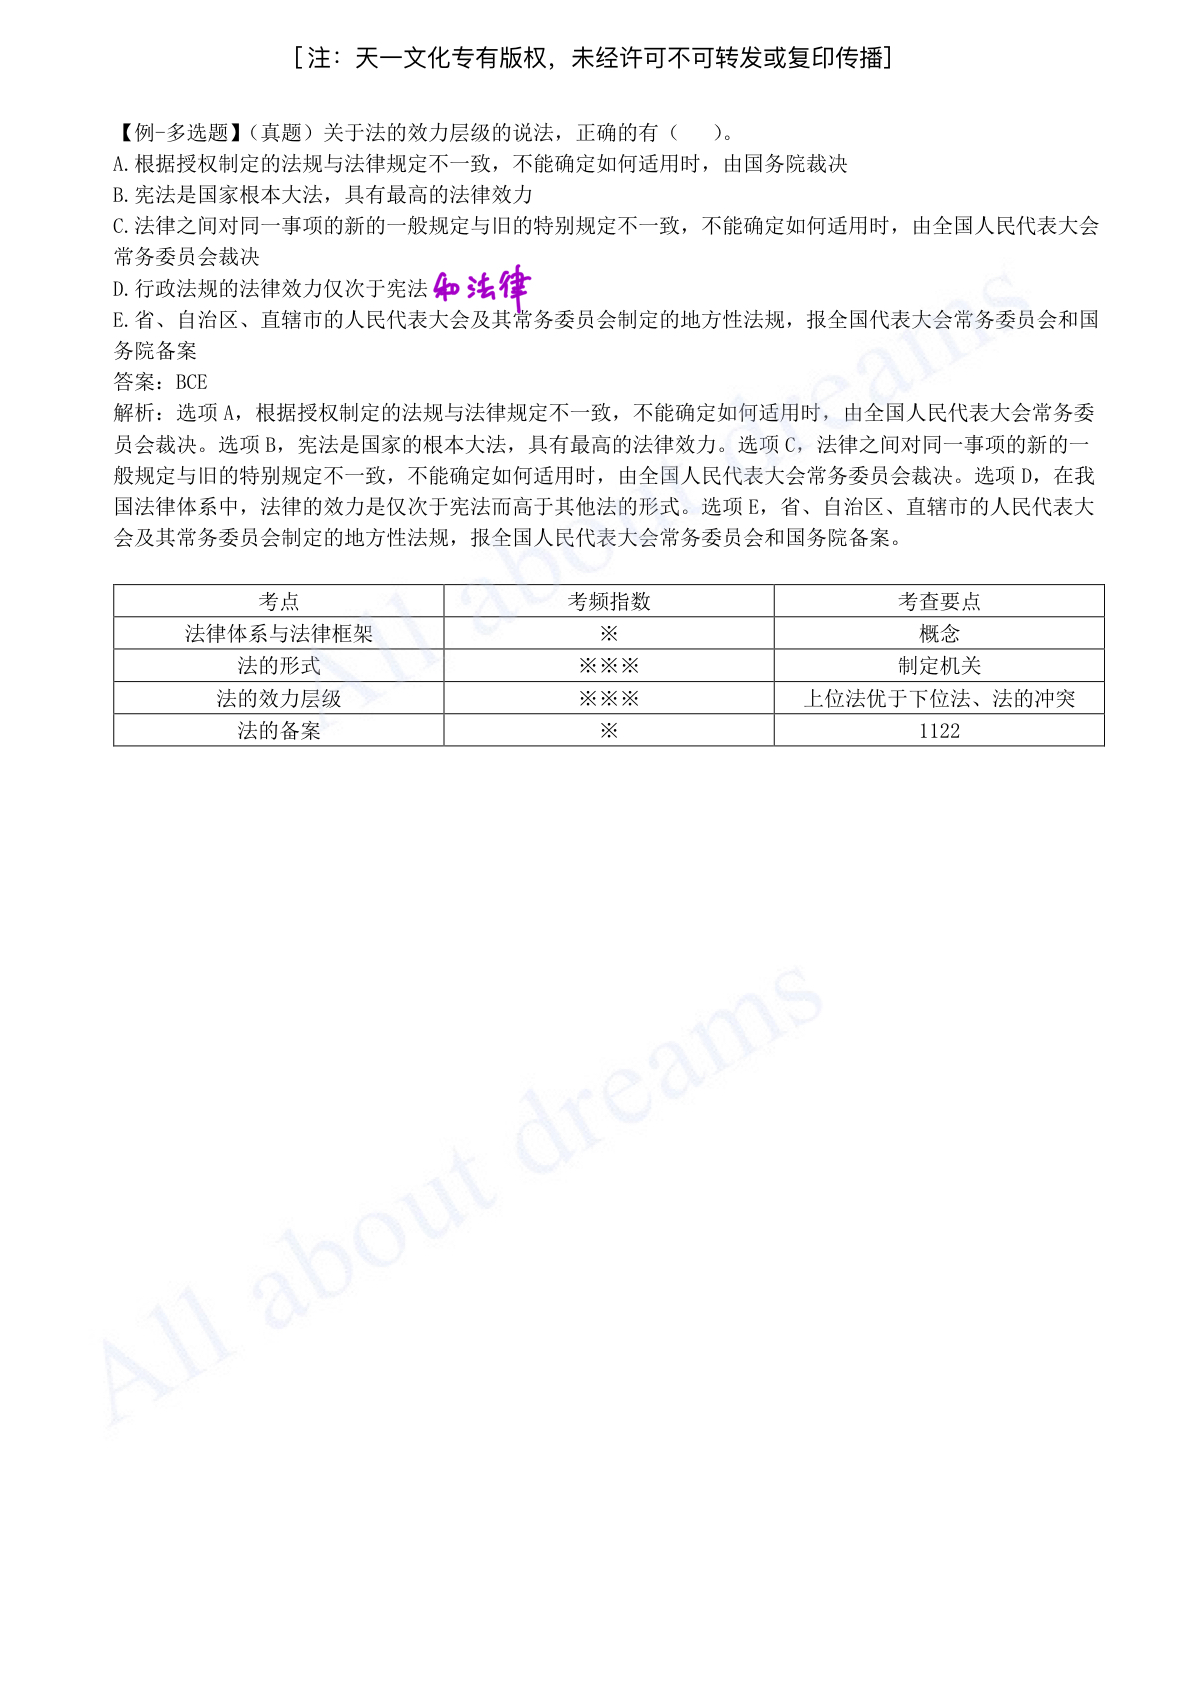 [注：天一文化专有版权，未经许可不可转发或复印传播]
【例-多选题】（真题）关于法的效力层级的说法，正确的有（　　）。
A.根据授权制定的法规与法律规定不一致，不能确定如何适用时，由国务院裁决
B.宪法是国家根本大法，具有最高的法律效力
C.法律之间对同一事项的新的一般规定与旧的特别规定不一致，不能确定如何适用时，由全国人民代表大会
常务委员会裁决
D.行政法规的法律效力仅次于宪法 和法律
E.省、自治区、直辖市的人民代表大会及其常务委员会制定的地方性法规，报全国代表大会常务委员会和国
务院备案
答案：BCE
解析：选项 A，根据授权制定的法规与法律规定不一致，不能确定如何适用时，由全国人民代表大会常务委
员会裁决。选项 B，宪法是国家的根本大法，具有最高的法律效力。选项 C，法律之间对同一事项的新的一
般规定与旧的特别规定不一致，不能确定如何适用时，由全国人民代表大会常务委员会裁决。选项 D，在我
国法律体系中，法律的效力是仅次于宪法而高于其他法的形式。选项 E，省、自治区、直辖市的人民代表大
会及其常务委员会制定的地方性法规，报全国人民代表大会常务委员会和国务院备案。
考点 考频指数 考查要点
法律体系与法律框架 ※ 概念
法的形式 ※※※ 制定机关
法的效力层级 ※※※ 上位法优于下位法、法的冲突
法的备案 ※ 1122
All about dreams
All about dreams